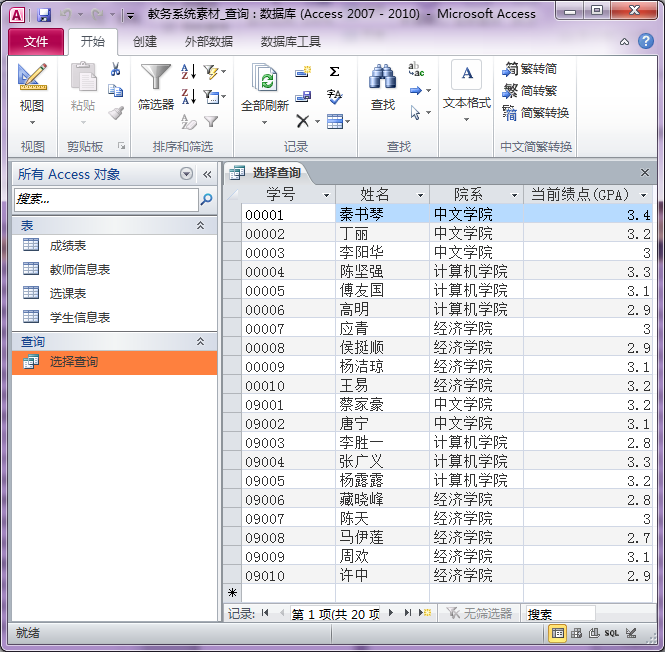 教务系统素材_查询 : 数据库 (Access 2007 - 2010) - Microsoft Access
文件 开始 创建 外部数据 数据库工具
视图 粘贴 筛选器 全部刷新 Σ 查找 文本格式 繁转简
简转繁
简繁转换
视图 剪贴板 排序和筛选 记录 查找 中文简繁转换
所有 Access 对象
搜索...
表
成绩表
教师信息表
选课表
学生信息表
查询
选择查询
选择查询
学号 姓名 院系 当前绩点(GPA)
00001 秦书琴 中文学院 3.4
00002 丁丽 中文学院 3.2
00003 李阳华 中文学院 3
00004 陈坚强 计算机学院 3.3
00005 傅友国 计算机学院 3.1
00006 高明 计算机学院 2.9
00007 应青 经济学院 3
00008 侯挺顺 经济学院 2.9
00009 杨洁琼 经济学院 3.1
00010 王易 经济学院 3.2
09001 蔡家豪 中文学院 3.2
09002 唐宁 中文学院 3.1
09003 李胜一 计算机学院 2.8
09004 张广义 计算机学院 3.3
09005 杨露露 计算机学院 3.2
09006 臧晓峰 经济学院 2.8
09007 陈天 经济学院 3
09008 马伊莲 经济学院 2.7
09009 周欢 经济学院 3.1
09010 许中 经济学院 2.9
记录: 第 1 项(共 20 项 无筛选器 搜索
就绪 SQL